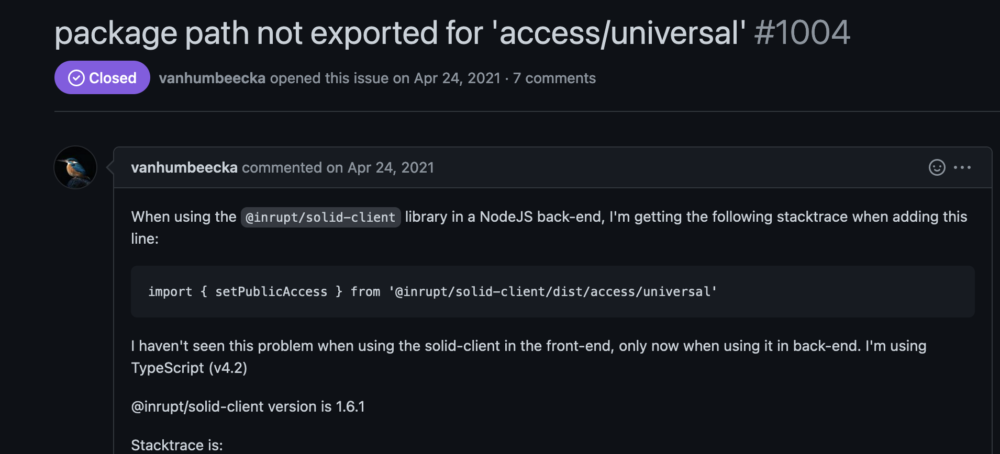 package path not exported for 'access/universal' #1004
Closed vanhumbeecka opened this issue on Apr 24, 2021 · 7 comments
vanhumbeecka commented on Apr 24, 2021
When using the @inrupt/solid-client library in a NodeJS back-end, I'm getting the following stacktrace when adding this
line:
import { setPublicAccess } from '@inrupt/solid-client/dist/access/universal'
I haven't seen this problem when using the solid-client in the front-end, only now when using it in back-end. I'm using
TypeScript (v4.2)
@inrupt/solid-client version is 1.6.1
Stacktrace is: